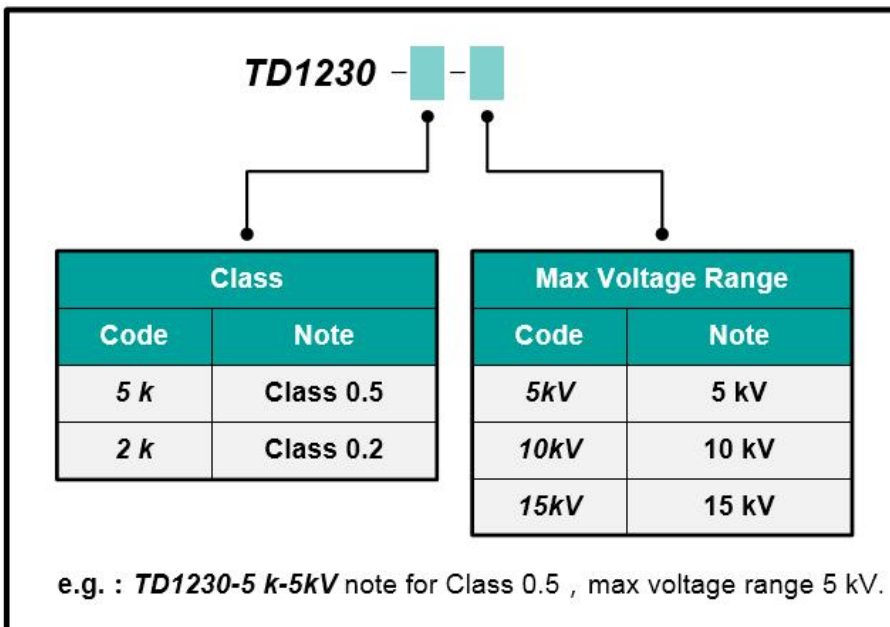 TD1230 - -
Class
Code Note
5 k Class 0.5
2 k Class 0.2
Max Voltage Range
Code Note
5kV 5 kV
10kV 10 kV
15kV 15 kV
e.g. : TD1230-5 k-5kV note for Class 0.5 , max voltage range 5 kV.